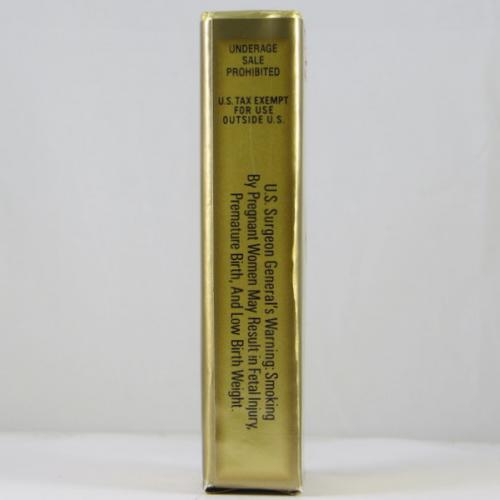 UNDERAGE
SALE
PROHIBITED
U.S. TAX EXEMPT
FOR USE
OUTSIDE U.S.
U.S. Surgeon General's Warning: Smoking
By Pregnant Women May Result in Fetal Injury,
Premature Birth, And Low Birth Weight.